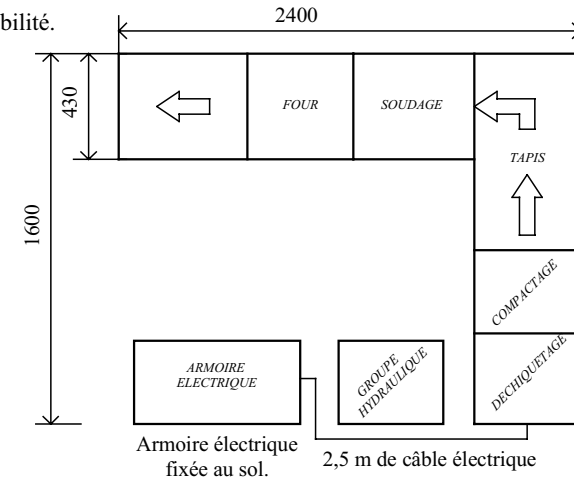 bilité.
2400
430
1600
FOUR
SOUDAGE
TAPIS
COMPACTAGE
DECHIQUETAGE
ARMOIRE
ELECTRIQUE
GROUPE
HYDRAULIQUE
Armoire électrique
fixée au sol.
2,5 m de câble électrique